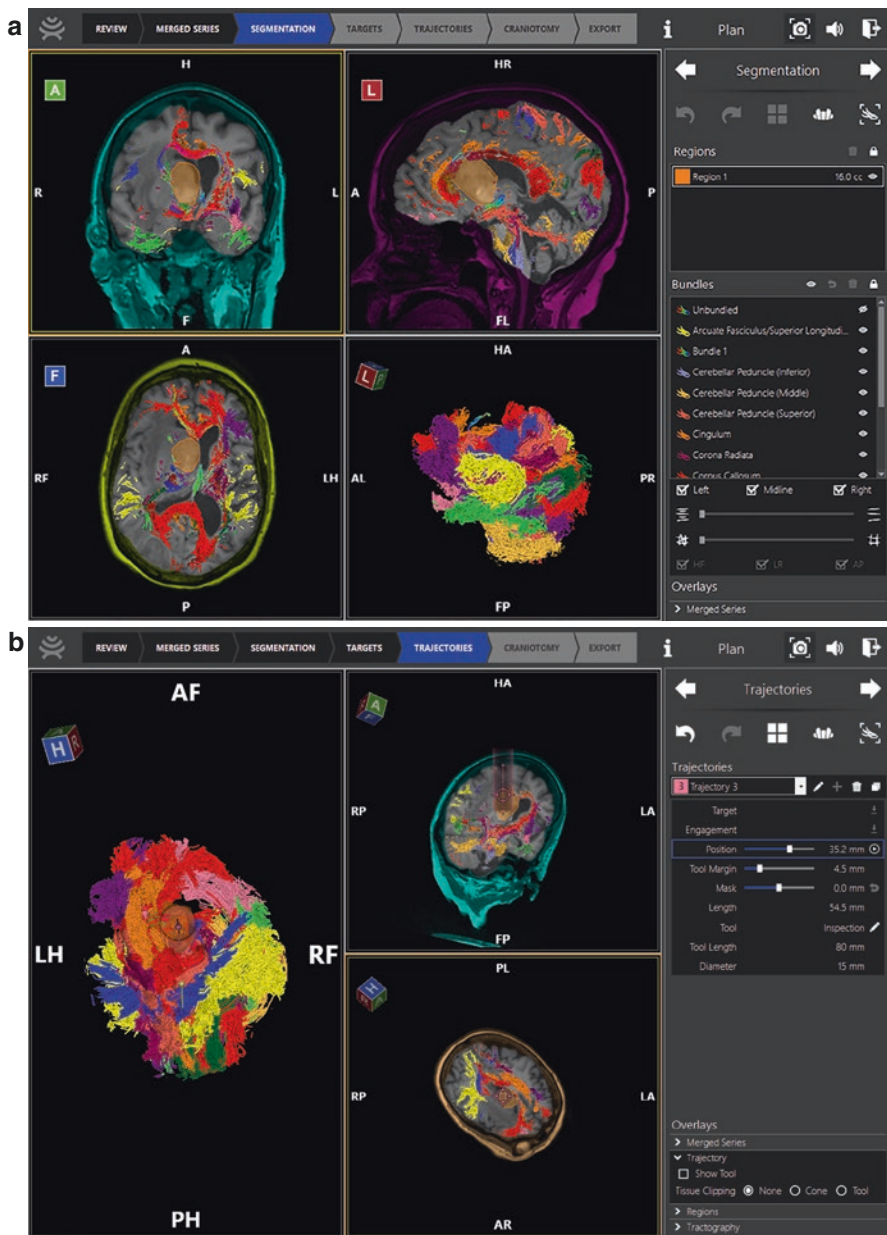 a
REVIEW MERGED SERIES SEGMENTATION TARGETS TRAJECTORIES CRANIOTOMY EXPORT i Plan
A H R L F
L HR A P FL
F A RF LH P
L HA AL PR FP
Segmentation
Regions
Region 1 16.0 cc
Bundles
Unbundled
Arcuate Fasciculus/Superior Longitudi...
Bundle 1
Cerebellar Peduncle (Inferior)
Cerebellar Peduncle (Middle)
Cerebellar Peduncle (Superior)
Cingulum
Corona Radiata
Corpus Callosum
Left Midline Right
HF LR AP
Overlays
> Merged Series
b
REVIEW MERGED SERIES SEGMENTATION TARGETS TRAJECTORIES CRANIOTOMY EXPORT i Plan
H R AF LH RF PH
A F HA RP LA FP
H PL RP LA AR
Trajectories
Trajectories
3 Trajectory 3
Target
Engagement
Position 35.2 mm
Tool Margin 4.5 mm
Mask 0.0 mm
Length 54.5 mm
Tool Inspection
Tool Length 80 mm
Diameter 15 mm
Overlays
> Merged Series
Trajectory
Show Tool
Tissue Clipping None Cone Tool
> Regions
> Tractography